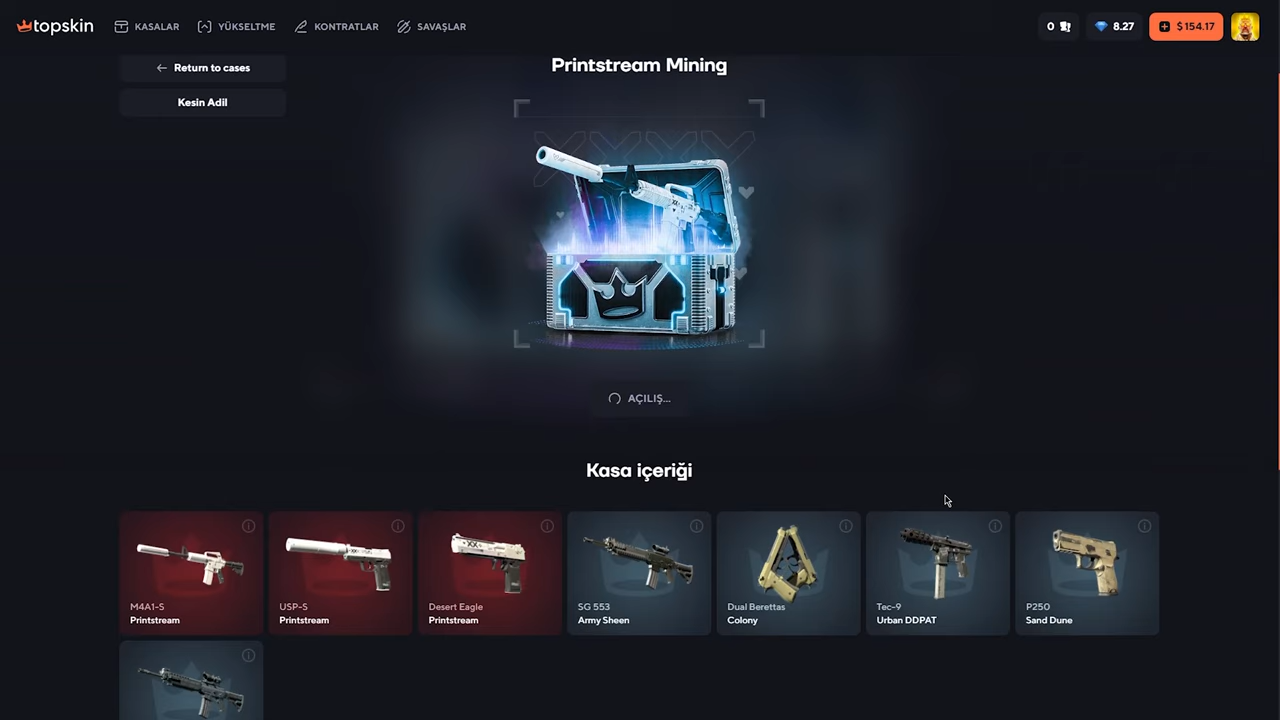 topskin
KASALAR
YÜKSELTME
KONTRATLAR
SAVAŞLAR
0
8.27
$154.17
Return to cases
Kesin Adil
Printstream Mining
AÇILIŞ...
Kasa içeriği
M4A1-S
Printstream
USP-S
Printstream
Desert Eagle
Printstream
SG 553
Army Sheen
Dual Berettas
Colony
Tec-9
Urban DDPAT
P250
Sand Dune